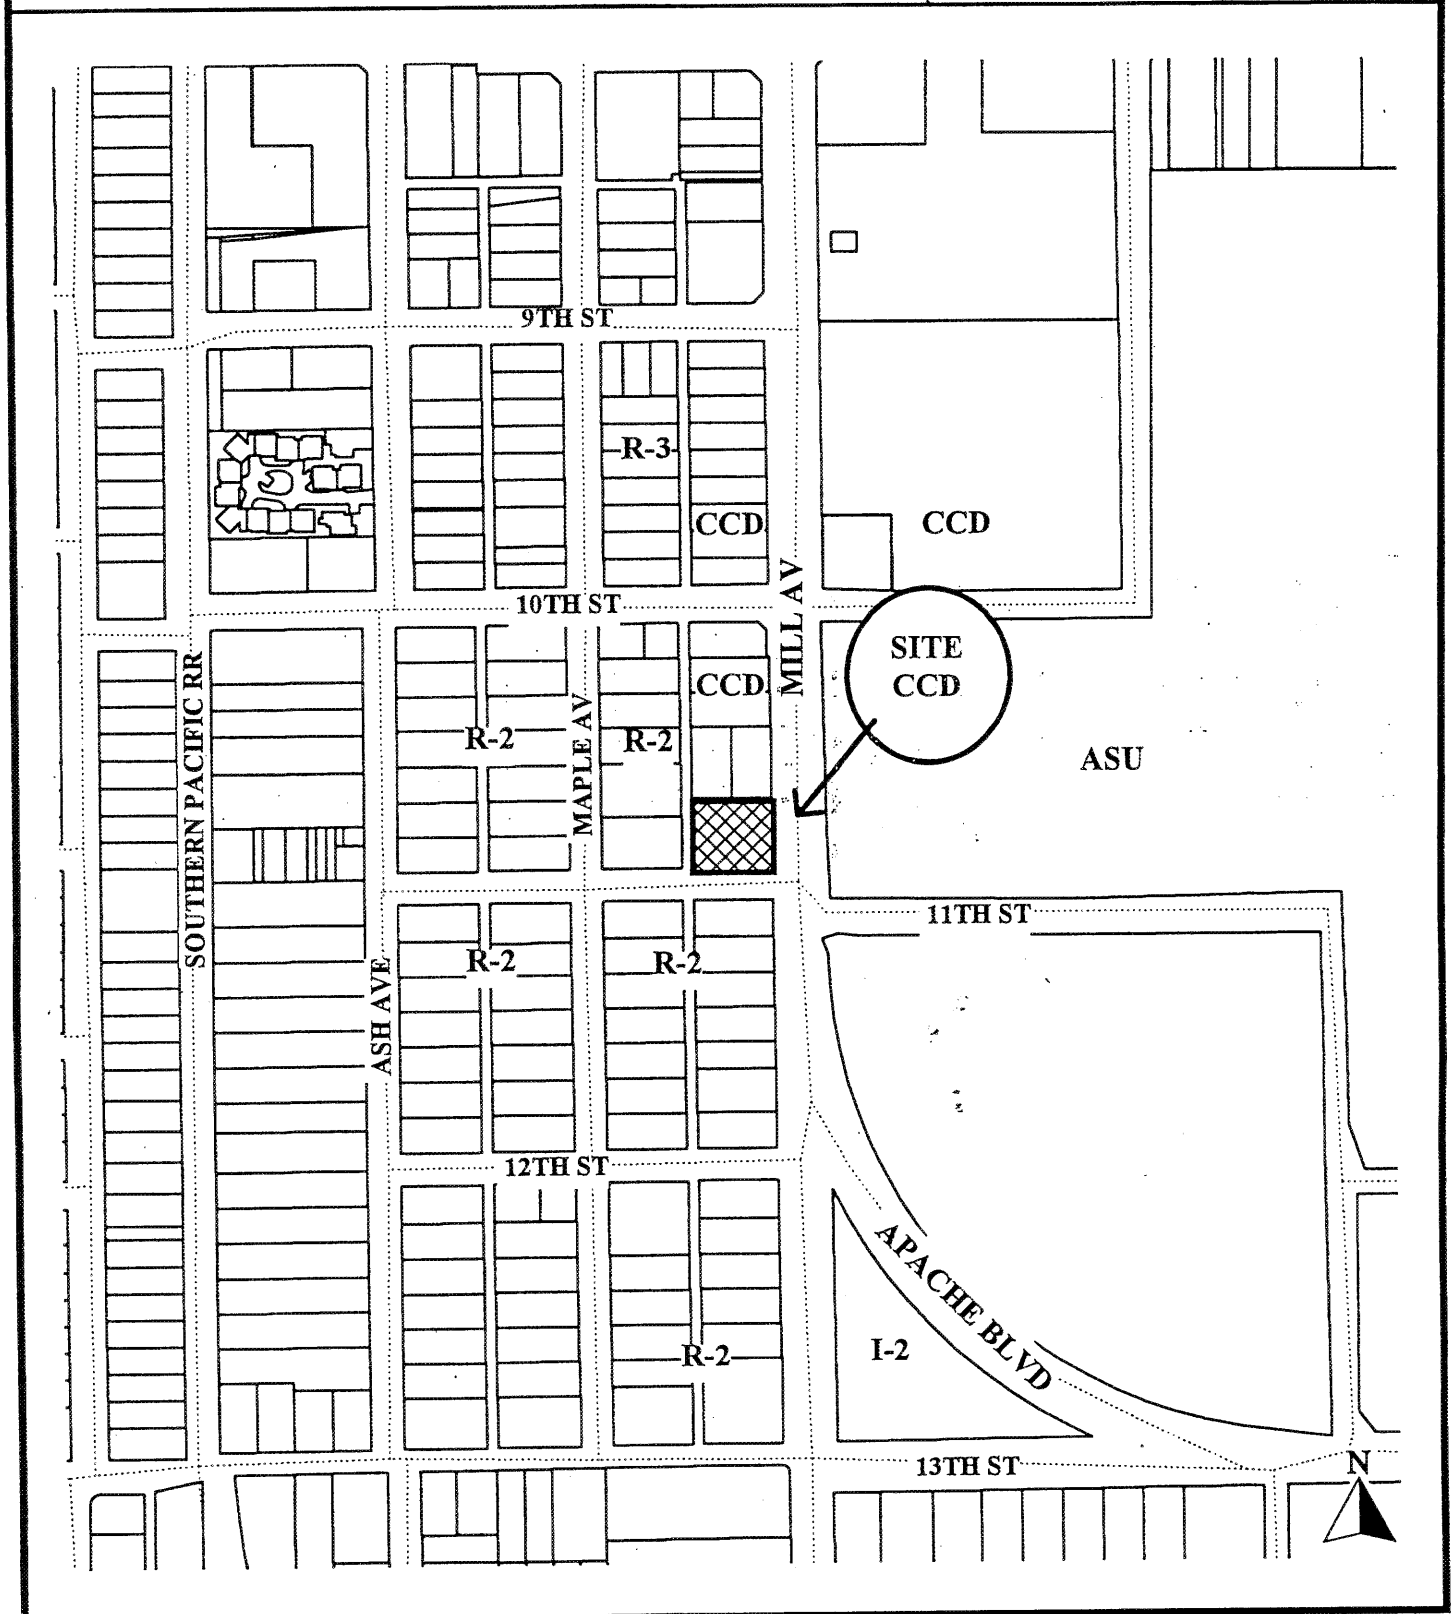 9TH ST
R-3
CCD
CCD
MILL AV
10TH ST
SITE
CCD
SOUTHERN PACIFIC RR
CCD
MAPLE AV
R-2
R-2
ASU
11TH ST
ASH AVE
R-2
R-2
12TH ST
APACHE BLVD
R-2
I-2
13TH ST
N